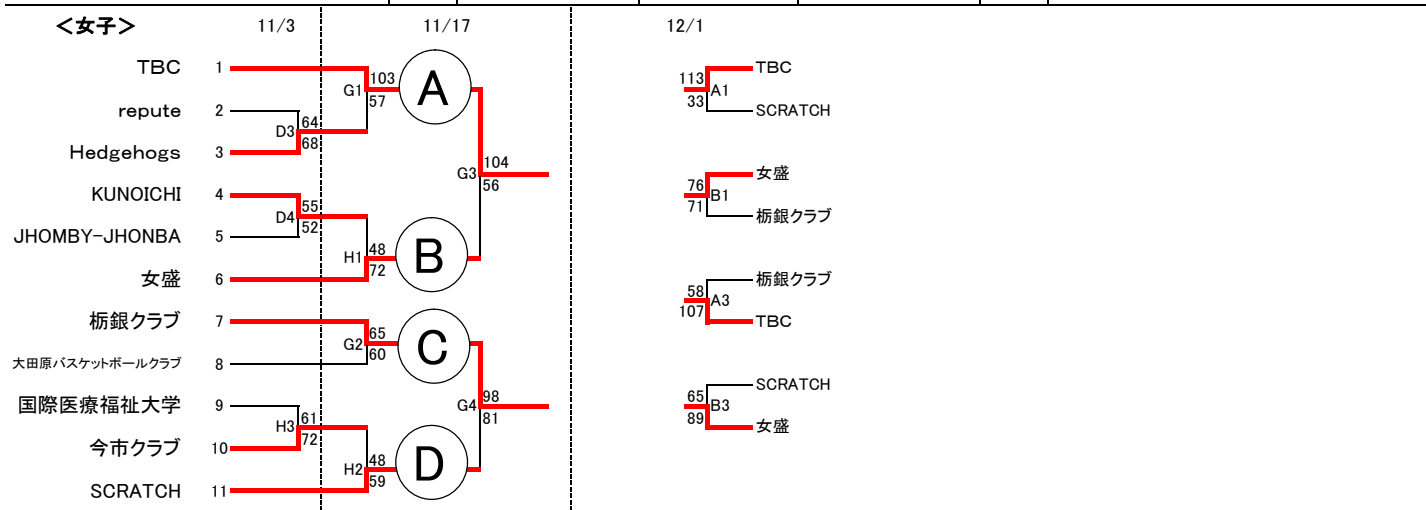 ＜女子＞ 11/3 11/17 12/1
TBC 1
repute 2
Hedgehogs 3
KUNOICHI 4
JHOMBY-JHONBA 5
女盛 6
栃銀クラブ 7
大田原バスケットボールクラブ 8
国際医療福祉大学 9
今市クラブ 10
SCRATCH 11
D3 64
68
D4 55
52
H3 61
72
G1 103
57
H1 48
72
G2 65
60
H2 48
59
A
B
C
D
G3 104
56
G4 98
81
TBC
113
A1
33
SCRATCH
女盛
76
B1
71
栃銀クラブ
栃銀クラブ
58
A3
107
TBC
SCRATCH
65
B3
89
女盛